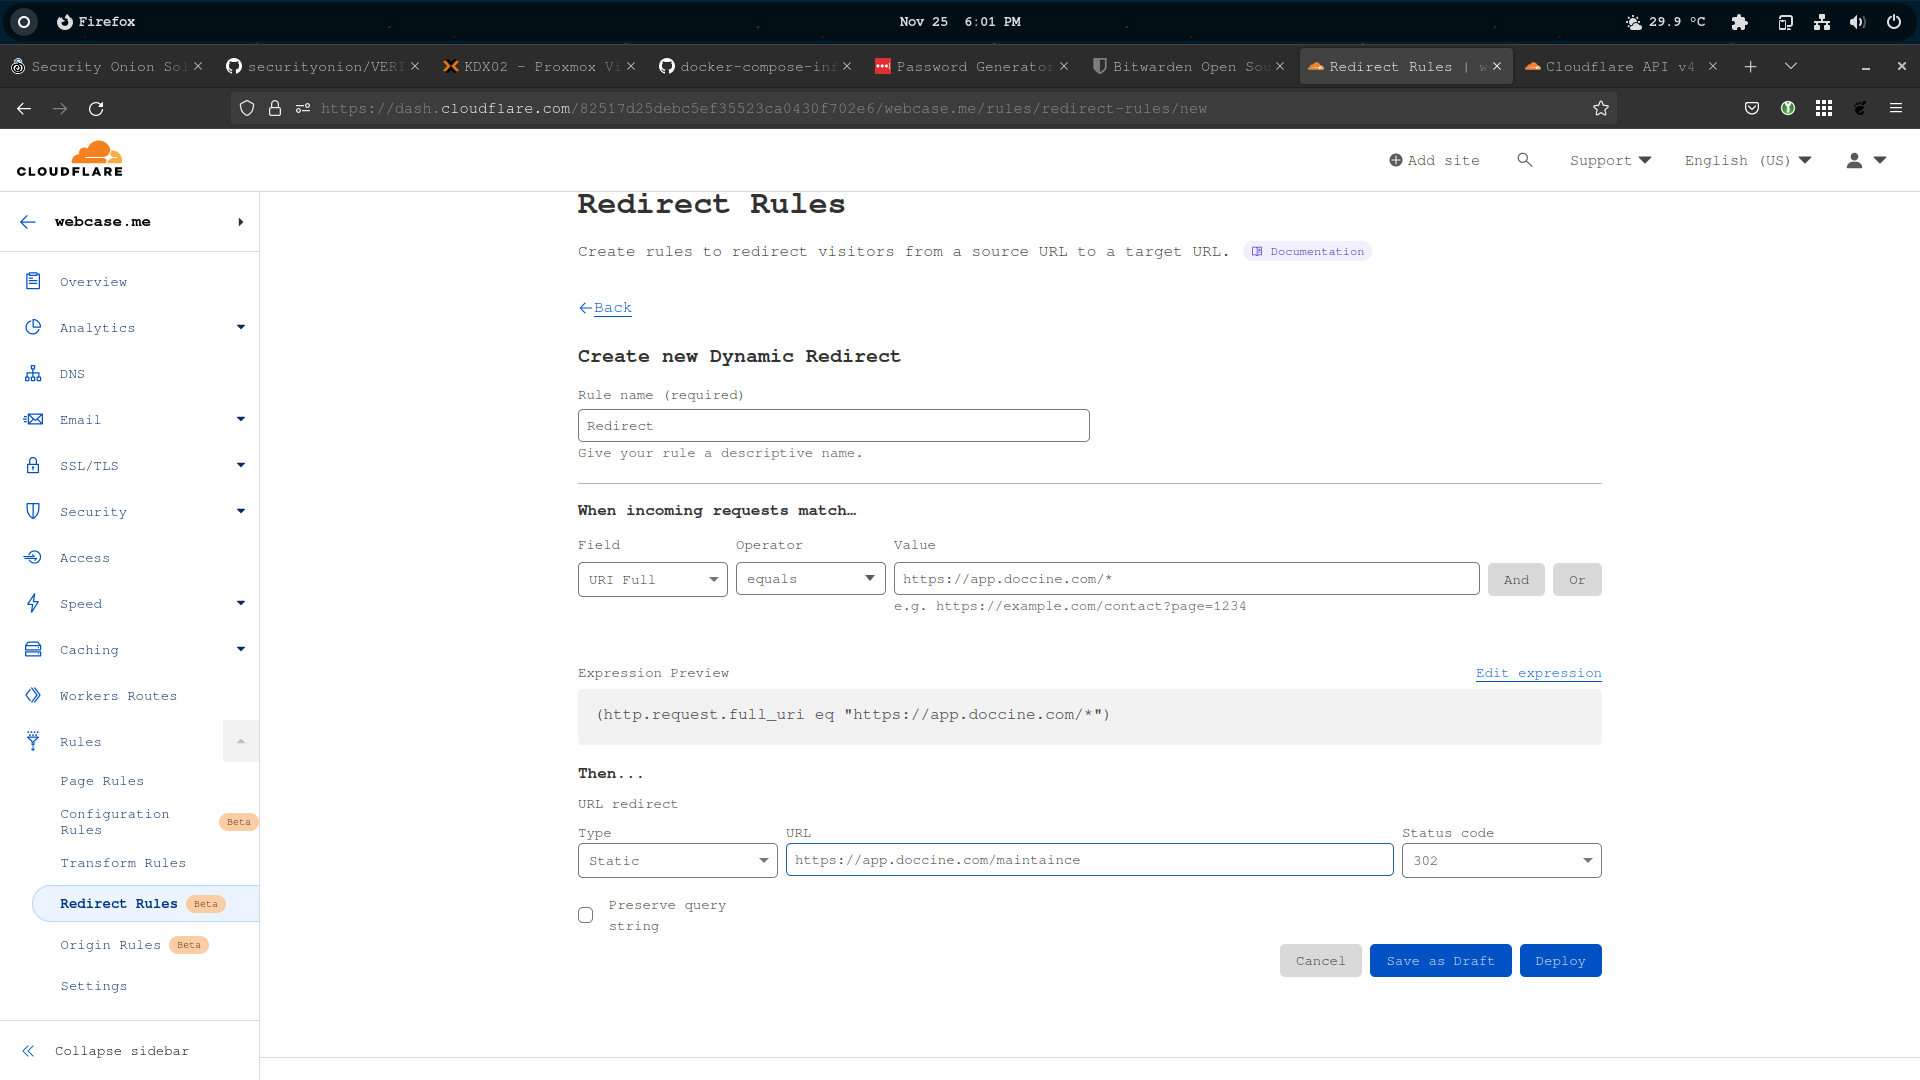 Firefox
Nov 25  6:01 PM
29.9 °C
Security Onion Sol
securityonion/VERI
KDX02 - Proxmox Vi
docker-compose-inf
Password Generator
Bitwarden Open Sou
Redirect Rules | w
Cloudflare API v4
https://dash.cloudflare.com/82517d25debc5ef35523ca0430f702e6/webcase.me/rules/redirect-rules/new
CLOUDFLARE
Add site
Support
English (US)
webcase.me
Overview
Analytics
DNS
Email
SSL/TLS
Security
Access
Speed
Caching
Workers Routes
Rules
Page Rules
Configuration Rules Beta
Transform Rules
Redirect Rules Beta
Origin Rules Beta
Settings
Collapse sidebar
Redirect Rules
Create rules to redirect visitors from a source URL to a target URL. Documentation
Back
Create new Dynamic Redirect
Rule name (required)
Redirect
Give your rule a descriptive name.
When incoming requests match…
Field Operator Value
URI Full equals https://app.doccine.com/* And Or
e.g. https://example.com/contact?page=1234
Expression Preview Edit expression
(http.request.full_uri eq "https://app.doccine.com/*")
Then...
URL redirect
Type URL Status code
Static https://app.doccine.com/maintaince 302
Preserve query
string
Cancel Save as Draft Deploy